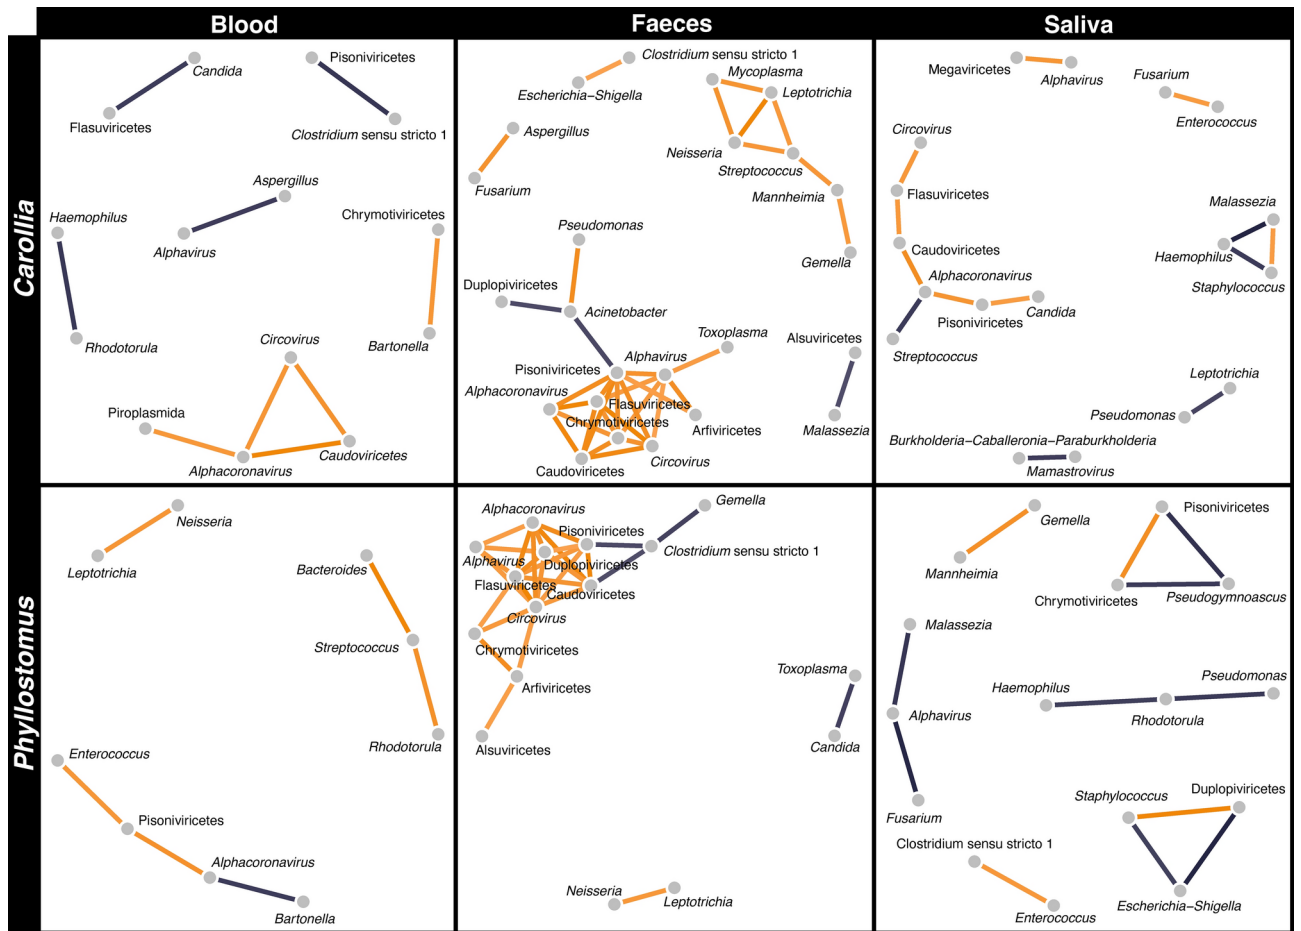 Blood
Faeces
Saliva
Carollia
Candida
Pisoniviricetes
Flasuviricetes
Clostridium sensu stricto 1
Aspergillus
Haemophilus
Chrymotiviricetes
Alphavirus
Rhodotorula
Circovirus
Bartonella
Piroplasmida
Caudoviricetes
Alphacoronavirus
Clostridium sensu stricto 1
Mycoplasma
Escherichia−Shigella
Leptotrichia
Aspergillus
Neisseria
Streptococcus
Fusarium
Mannheimia
Pseudomonas
Gemella
Duplopiviricetes
Acinetobacter
Toxoplasma
Alsuviricetes
Alphavirus
Pisoniviricetes
Alphacoronavirus
Flasuviricetes
Chrymotiviricetes
Arfiviricetes
Malassezia
Caudoviricetes
Circovirus
Megaviricetes
Alphavirus
Fusarium
Enterococcus
Circovirus
Flasuviricetes
Malassezia
Caudoviricetes
Haemophilus
Alphacoronavirus
Staphylococcus
Pisoniviricetes
Candida
Streptococcus
Leptotrichia
Pseudomonas
Burkholderia−Caballeronia−Paraburkholderia
Mamastrovirus
Phyllostomus
Neisseria
Leptotrichia
Bacteroides
Streptococcus
Rhodotorula
Enterococcus
Pisoniviricetes
Alphacoronavirus
Bartonella
Gemella
Alphacoronavirus
Pisoniviricetes
Clostridium sensu stricto 1
Alphavirus
Duplopiviricetes
Flasuviricetes
Caudoviricetes
Circovirus
Chrymotiviricetes
Toxoplasma
Arfiviricetes
Alsuviricetes
Candida
Neisseria
Leptotrichia
Gemella
Pisoniviricetes
Mannheimia
Chrymotiviricetes
Pseudogymnoascus
Malassezia
Haemophilus
Pseudomonas
Alphavirus
Rhodotorula
Staphylococcus
Duplopiviricetes
Fusarium
Clostridium sensu stricto 1
Escherichia−Shigella
Enterococcus